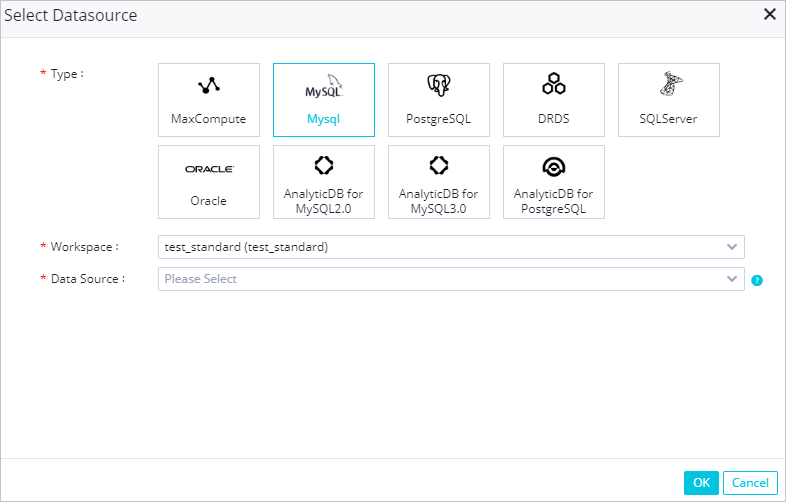 Select Datasource
* Type :
MaxCompute
MySQL
Mysql
PostgreSQL
DRDS
SQLServer
ORACLE
Oracle
AnalyticDB for
MySQL2.0
AnalyticDB for
MySQL3.0
AnalyticDB for
PostgreSQL
* Workspace :
test_standard (test_standard)
* Data Source :
Please Select
?
OK
Cancel